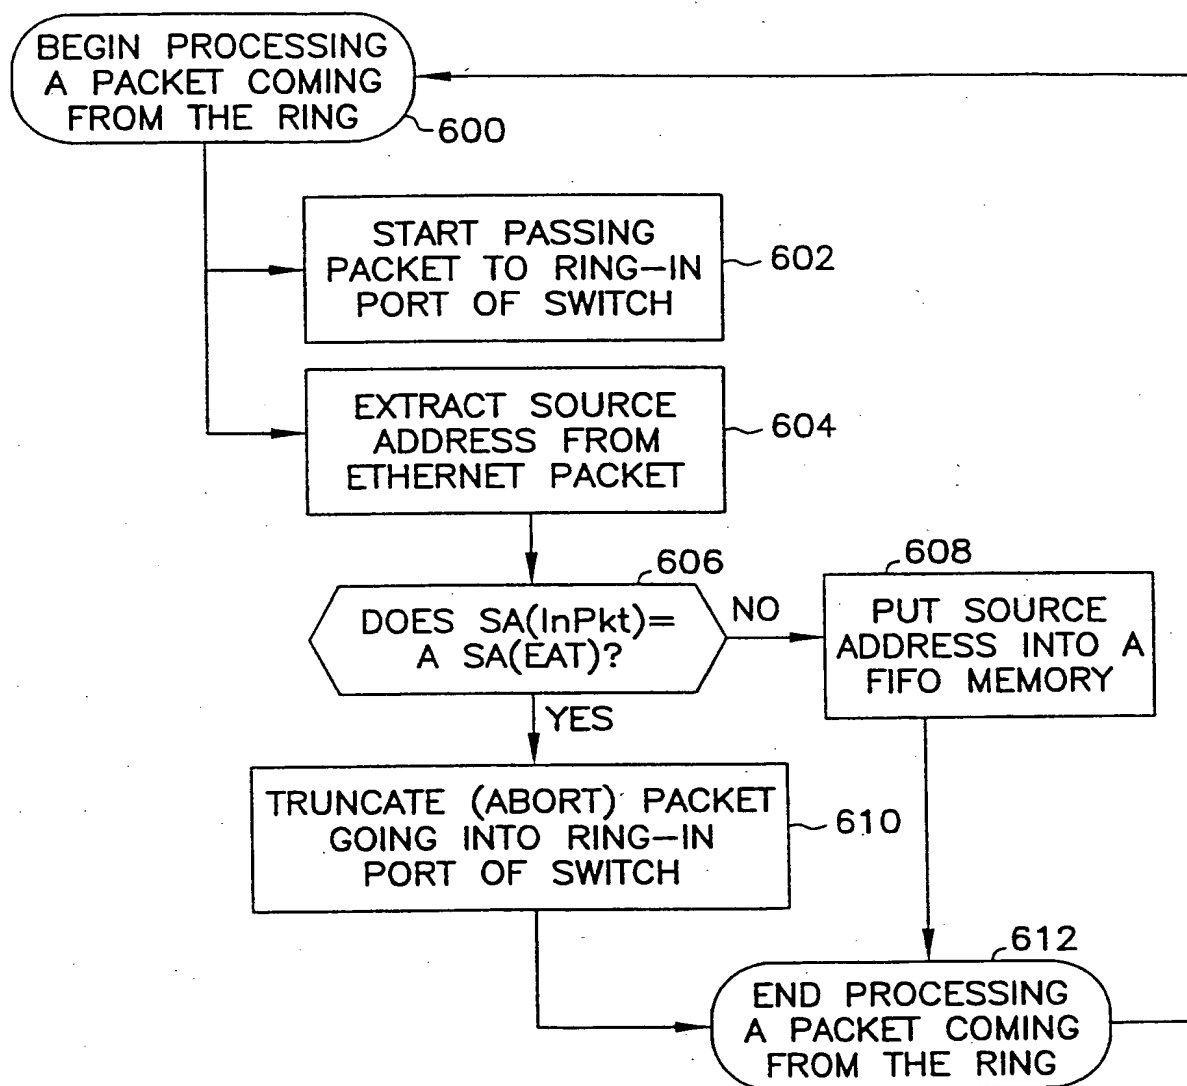 BEGIN PROCESSING
A PACKET COMING
FROM THE RING
600
START PASSING
PACKET TO RING-IN
PORT OF SWITCH
602
EXTRACT SOURCE
ADDRESS FROM
ETHERNET PACKET
604
606
DOES SA(InPkt)=
A SA(EAT)?
NO
608
PUT SOURCE
ADDRESS INTO A
FIFO MEMORY
YES
TRUNCATE (ABORT) PACKET
GOING INTO RING-IN
PORT OF SWITCH
610
612
END PROCESSING
A PACKET COMING
FROM THE RING